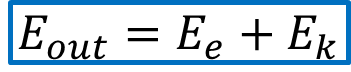 E_out = E_e + E_k